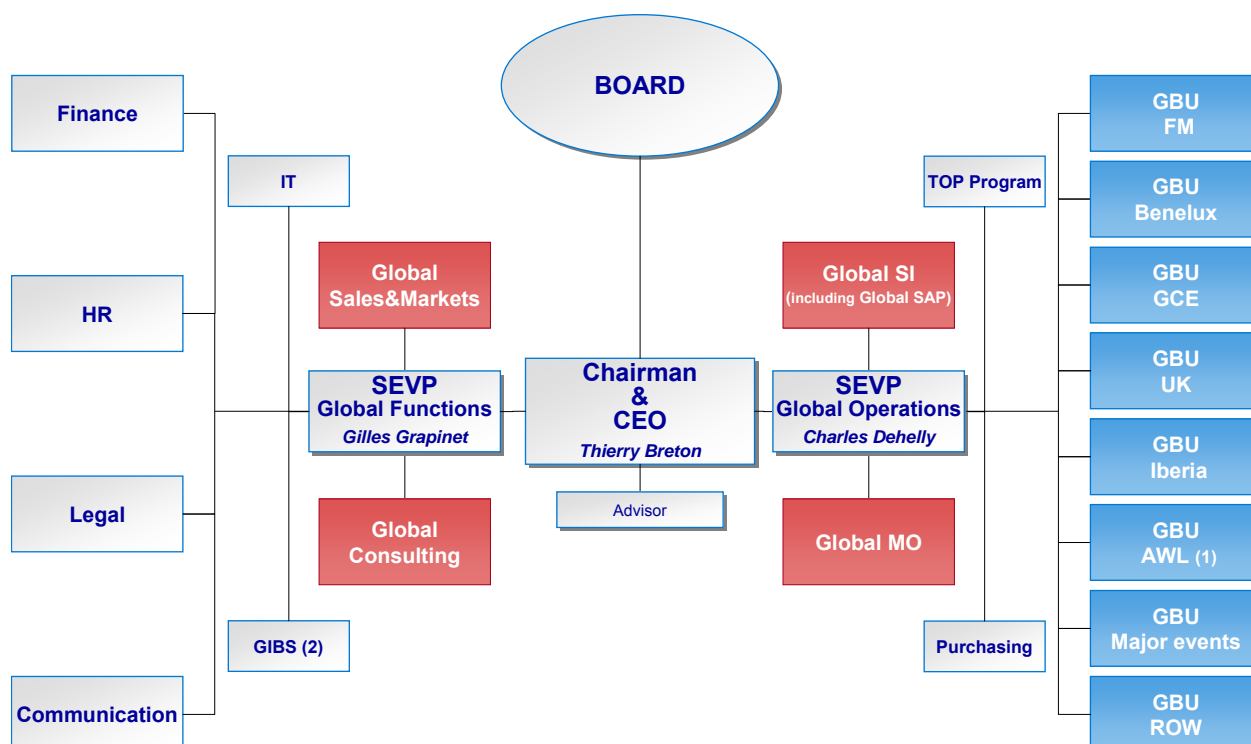 BOARD
Finance
HR
Legal
Communication
IT
GIBS (2)
Global
Sales&Markets
SEVP
Global Functions
Gilles Grapinet
Global
Consulting
Chairman
&
CEO
Thierry Breton
Advisor
Global SI
(including Global SAP)
SEVP
Global Operations
Charles Dehelly
Global MO
TOP Program
Purchasing
GBU
FM
GBU
Benelux
GBU
GCE
GBU
UK
GBU
Iberia
GBU
AWL (1)
GBU
Major events
GBU
ROW